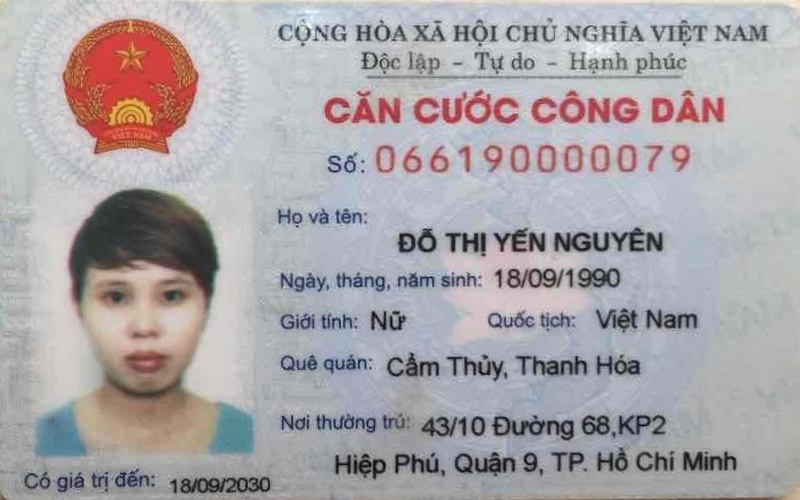 CỘNG HÒA XÃ HỘI CHỦ NGHĨA VIỆT NAM
Độc lập - Tự do - Hạnh phúc
CĂN CƯỚC CÔNG DÂN
Số: 066190000079
Họ và tên:
ĐỖ THỊ YẾN NGUYÊN
Ngày, tháng, năm sinh: 18/09/1990
Giới tính: Nữ Quốc tịch: Việt Nam
Quê quán: Cẩm Thủy, Thanh Hóa
Nơi thường trú: 43/10 Đường 68,KP2
Hiệp Phú, Quận 9, TP. Hồ Chí Minh
Có giá trị đến: 18/09/2030